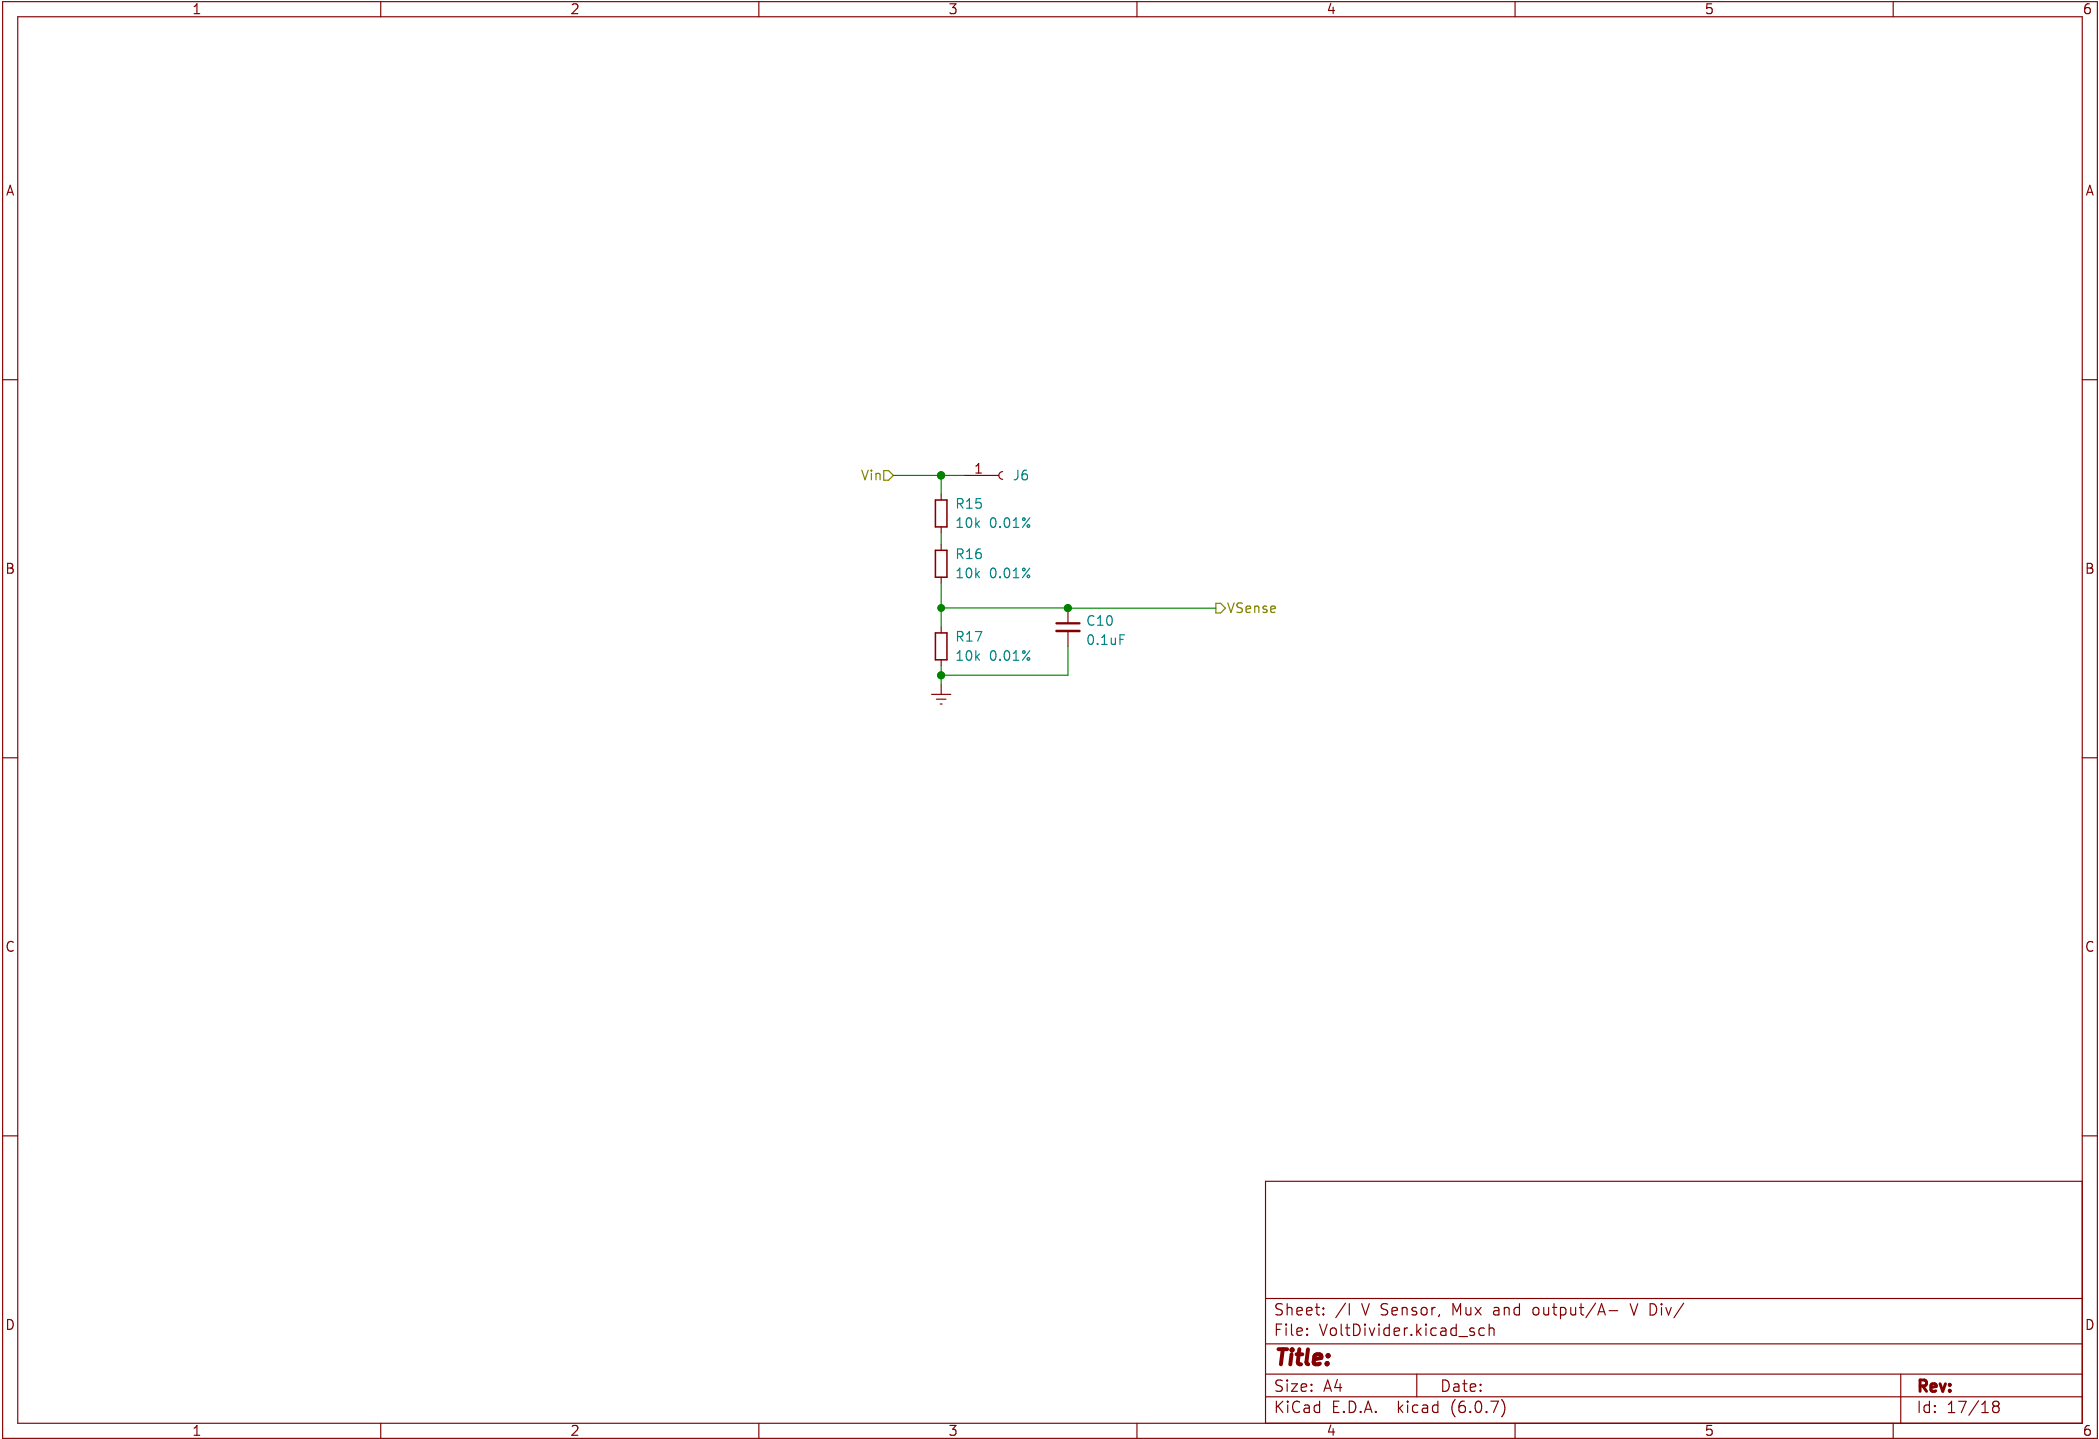 1 2 3 4 5 6
A A
Vin 1 J6
R15
10k 0.01%
R16
10k 0.01%
B B
VSense
C10
0.1uF
R17
10k 0.01%
C C
Sheet: /I V Sensor, Mux and output/A- V Div/
File: VoltDivider.kicad_sch
D D
Title:
Size: A4 Date: Rev:
KiCad E.D.A. kicad (6.0.7) Id: 17/18
1 2 3 4 5 6